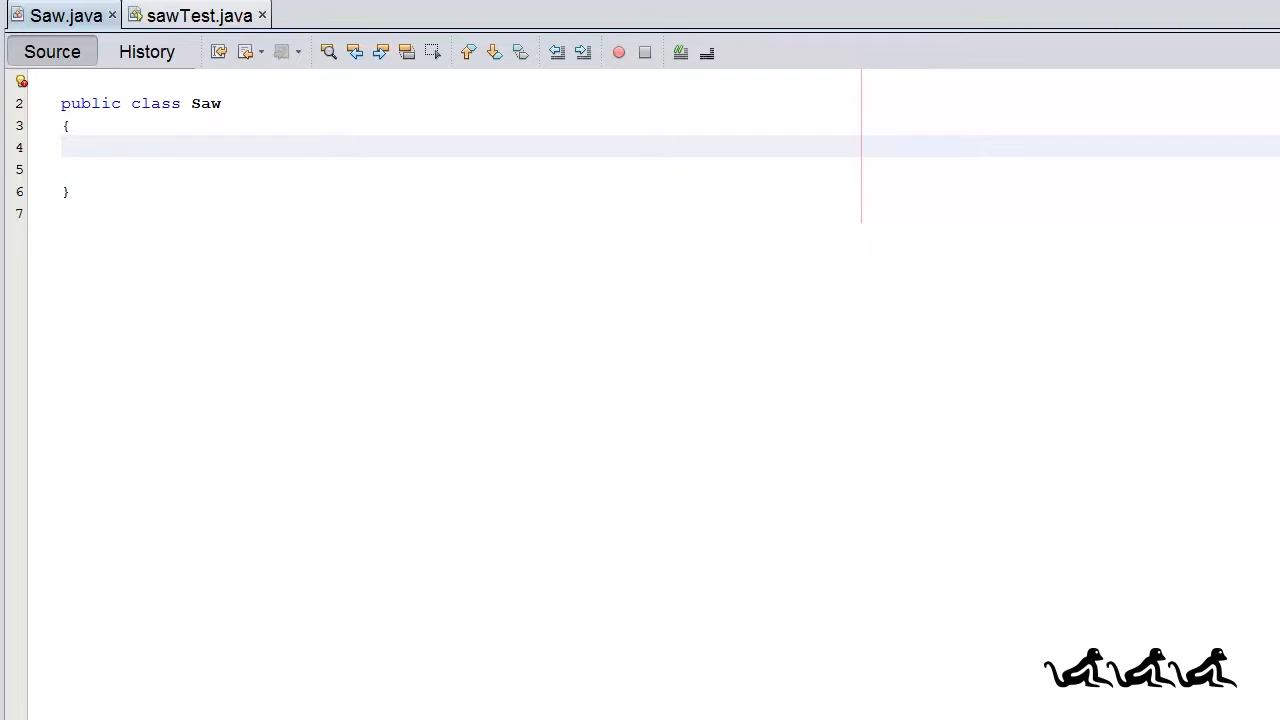 Saw.java × sawTest.java ×
Source History
2 public class Saw
3 {
4
5
6 }
7